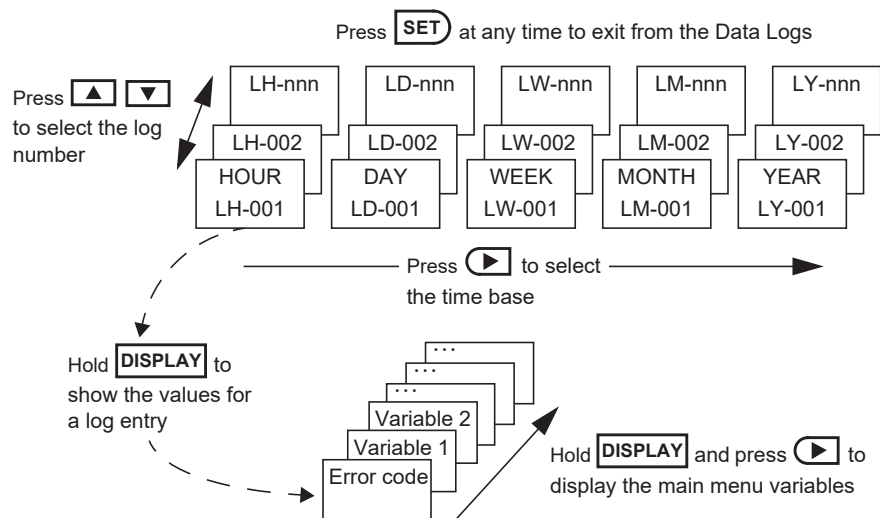 Press SET at any time to exit from the Data Logs
Press ▲ ▼
to select the log
number
LH-nnn LD-nnn LW-nnn LM-nnn LY-nnn
LH-002 LD-002 LW-002 LM-002 LY-002
HOUR DAY WEEK MONTH YEAR
LH-001 LD-001 LW-001 LM-001 LY-001
Press ▶ to select
the time base
Hold DISPLAY to
show the values for
a log entry
...
...
...
Variable 2
Variable 1
Error code
Hold DISPLAY and press ▶ to
display the main menu variables